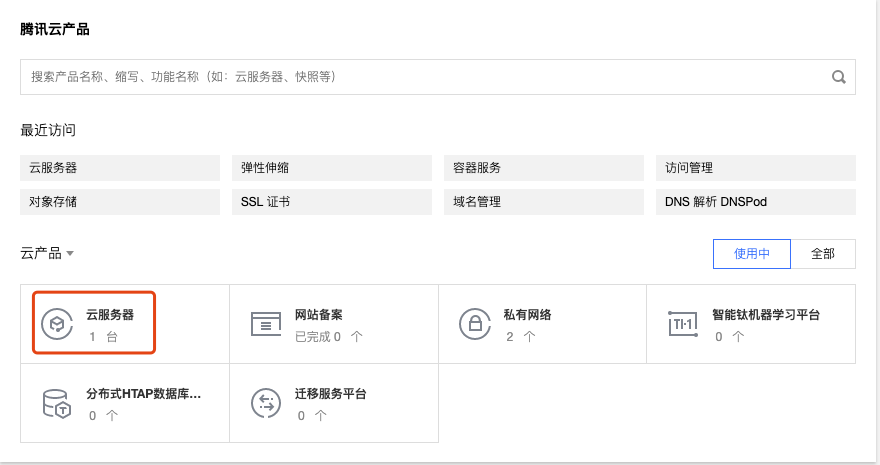 腾讯云产品
搜索产品名称、缩写、功能名称（如：云服务器、快照等）
最近访问
云服务器 弹性伸缩 容器服务 访问管理
对象存储 SSL 证书 域名管理 DNS 解析 DNSPod
云产品 使用中 全部
云服务器 网站备案 私有网络 智能钛机器学习平台
1 台 已完成 0 个 2 个 0 个
TI-1
分布式HTAP数据库... 迁移服务平台
0 个 0 个
T